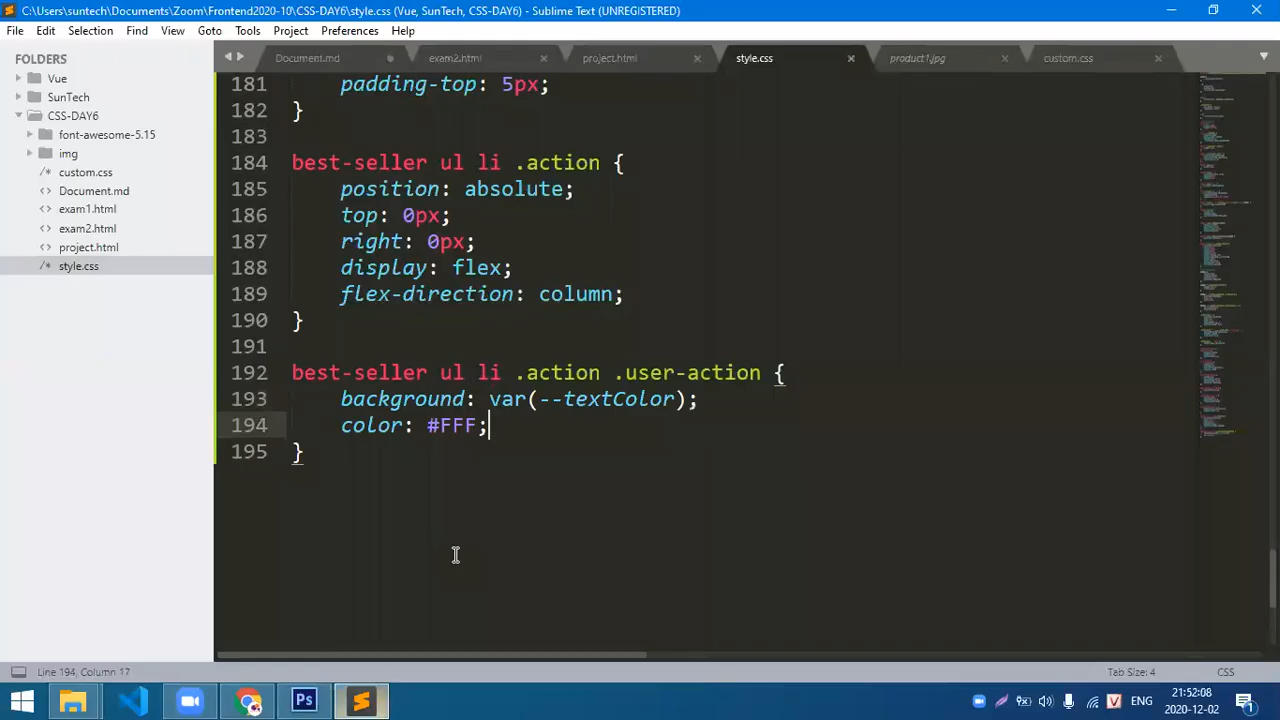 C:\Users\suntech\Documents\Zoom\Frontend2020-10\CSS-DAY6\style.css (Vue, SunTech, CSS-DAY6) - Sublime Text (UNREGISTERED)
File Edit Selection Find View Goto Tools Project Preferences Help
FOLDERS
Vue
SunTech
CSS-DAY6
font-awesome-5.15
img
custom.css
Document.md
exam1.html
exam2.html
project.html
style.css
Document.md exam2.html project.html style.css product1.jpg custom.css
181 padding-top: 5px;
182 }
183
184 best-seller ul li .action {
185 position: absolute;
186 top: 0px;
187 right: 0px;
188 display: flex;
189 flex-direction: column;
190 }
191
192 best-seller ul li .action .user-action {
193 background: var(--textColor);
194 color: #FFF;
195 }
Line 194, Column 17 Tab Size: 4 CSS
Ps
V
ENG
21:52:08
2020-12-02
1